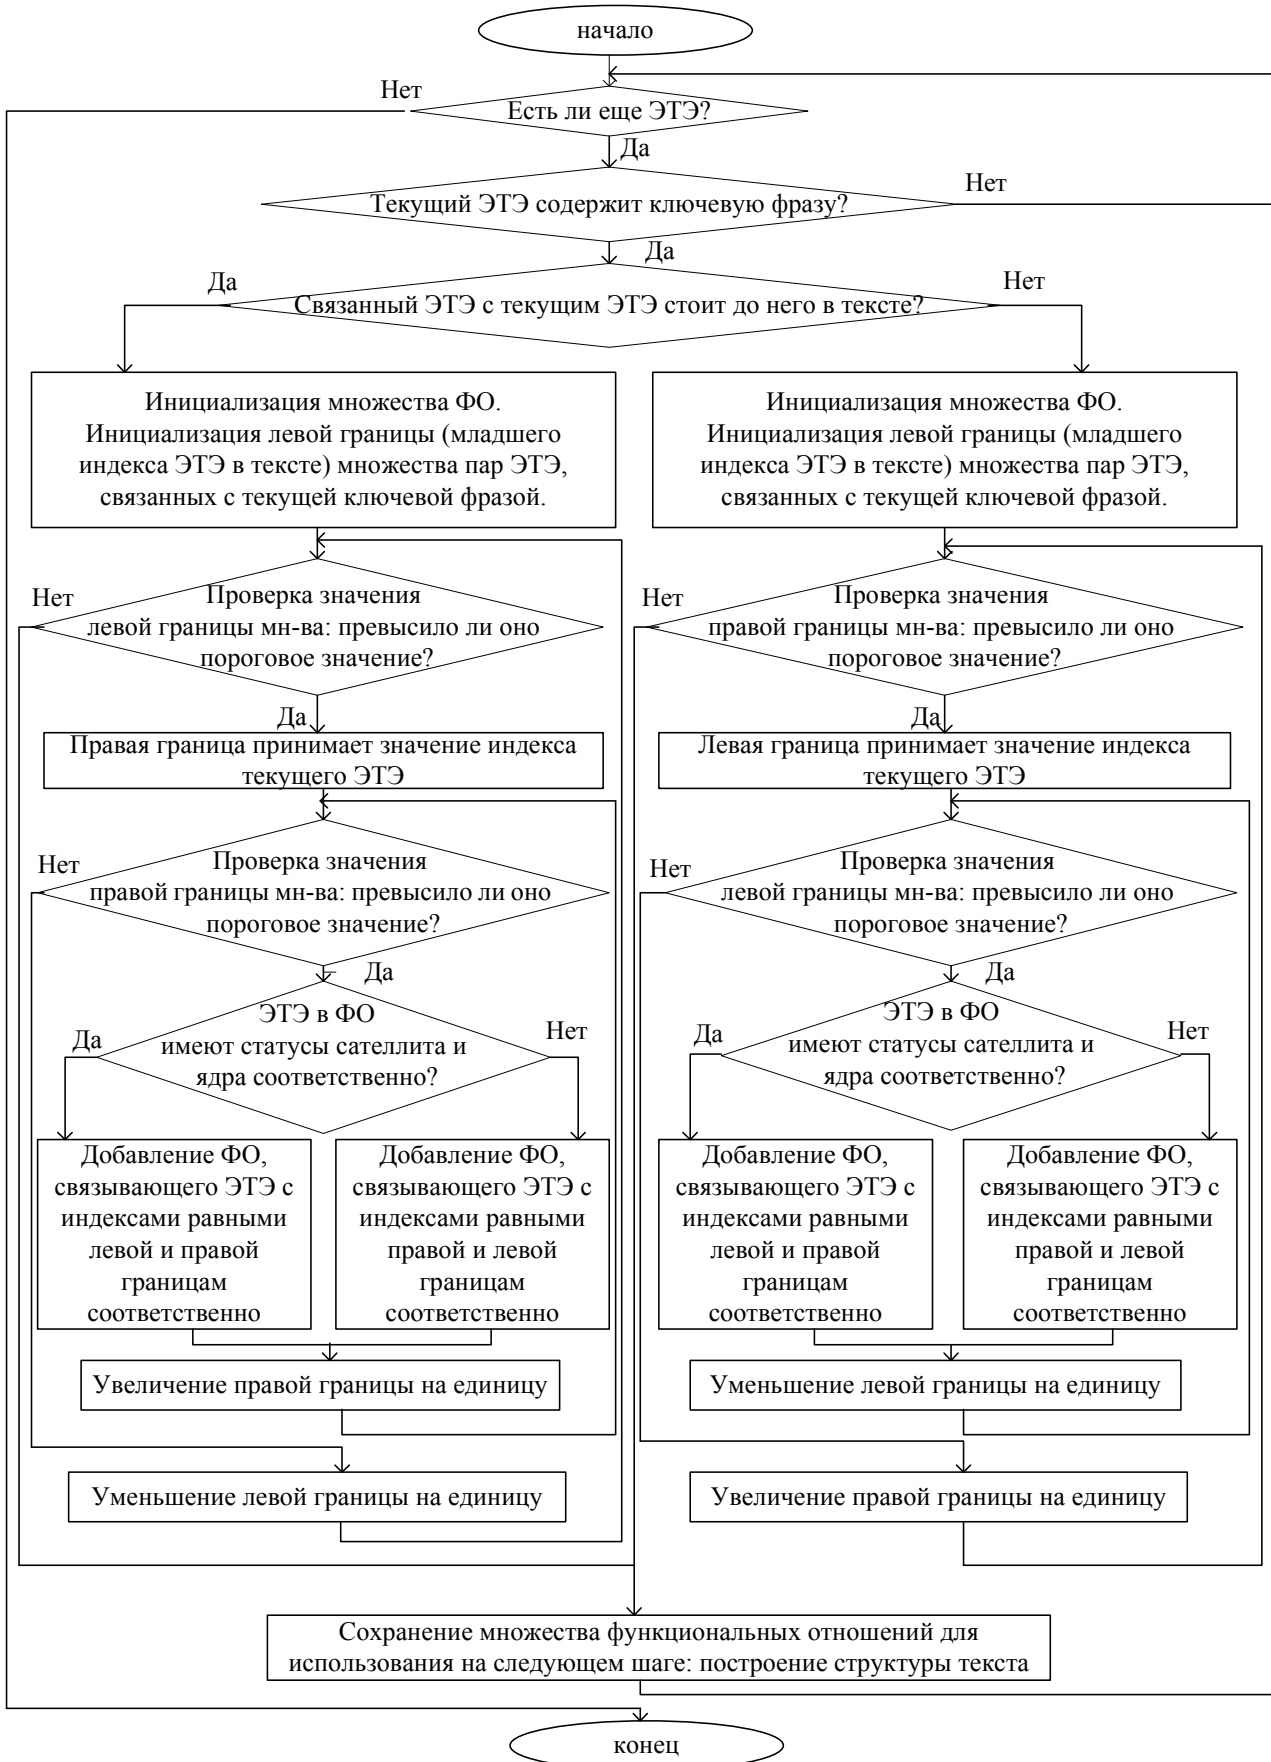 начало
Нет
Есть ли еще ЭТЭ?
Да
Текущий ЭТЭ содержит ключевую фразу?
Нет
Да
Да
Связанный ЭТЭ с текущим ЭТЭ стоит до него в тексте?
Нет
Инициализация множества ФО.
Инициализация левой границы (младшего
индекса ЭТЭ в тексте) множества пар ЭТЭ,
связанных с текущей ключевой фразой.
Инициализация множества ФО.
Инициализация левой границы (младшего
индекса ЭТЭ в тексте) множества пар ЭТЭ,
связанных с текущей ключевой фразой.
Нет
Проверка значения
левой границы мн-ва: превысило ли оно
пороговое значение?
Да
Нет
Проверка значения
правой границы мн-ва: превысило ли оно
пороговое значение?
Да
Правая граница принимает значение индекса
текущего ЭТЭ
Левая граница принимает значение индекса
текущего ЭТЭ
Нет
Проверка значения
правой границы мн-ва: превысило ли оно
пороговое значение?
Да
Нет
Проверка значения
левой границы мн-ва: превысило ли оно
пороговое значение?
Да
Да
ЭТЭ в ФО
имеют статусы сателлита и
ядра соответственно?
Нет
Да
ЭТЭ в ФО
имеют статусы сателлита и
ядра соответственно?
Нет
Добавление ФО,
связывающего ЭТЭ с
индексами равными
левой и правой
границам
соответственно
Добавление ФО,
связывающего ЭТЭ с
индексами равными
правой и левой
границам
соответственно
Добавление ФО,
связывающего ЭТЭ с
индексами равными
левой и правой
границам
соответственно
Добавление ФО,
связывающего ЭТЭ с
индексами равными
правой и левой
границам
соответственно
Увеличение правой границы на единицу
Уменьшение левой границы на единицу
Уменьшение левой границы на единицу
Увеличение правой границы на единицу
Сохранение множества функциональных отношений для
использования на следующем шаге: построение структуры текста
конец